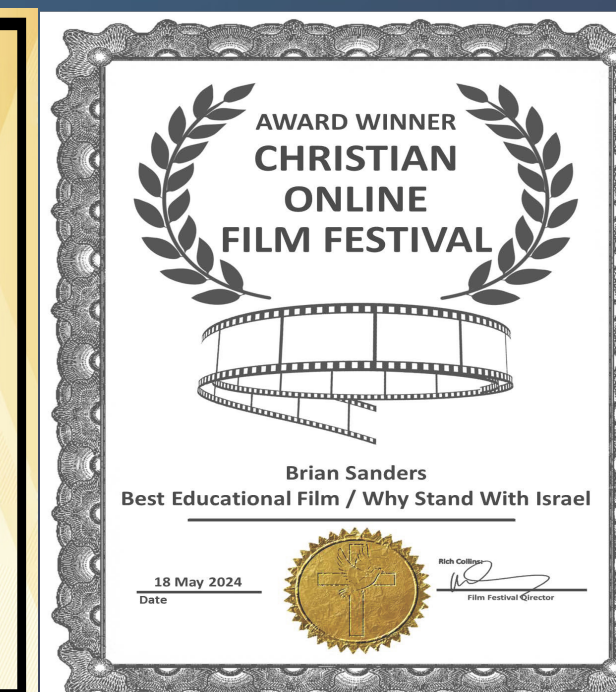 AWARD WINNER
CHRISTIAN
ONLINE
FILM FESTIVAL
Brian Sanders
Best Educational Film / Why Stand With Israel
18 May 2024
Date
Rich Collins:
Film Festival Director